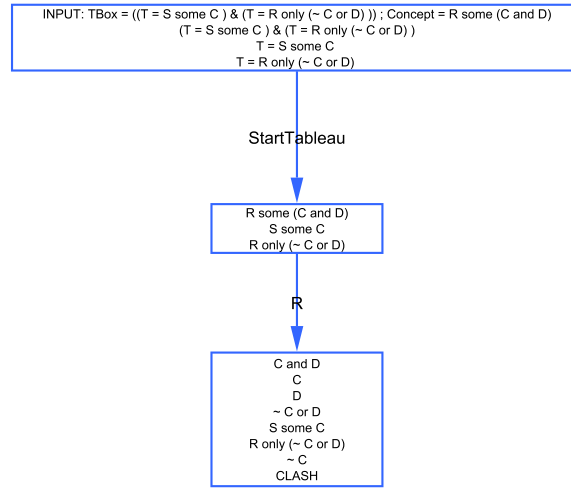 INPUT: TBox = ((T = S some C ) & (T = R only (~ C or D) )) ; Concept = R some (C and D)
(T = S some C ) & (T = R only (~ C or D) )
T = S some C
T = R only (~ C or D)
StartTableau
R some (C and D)
S some C
R only (~ C or D)
R
C and D
C
D
~ C or D
S some C
R only (~ C or D)
~ C
CLASH